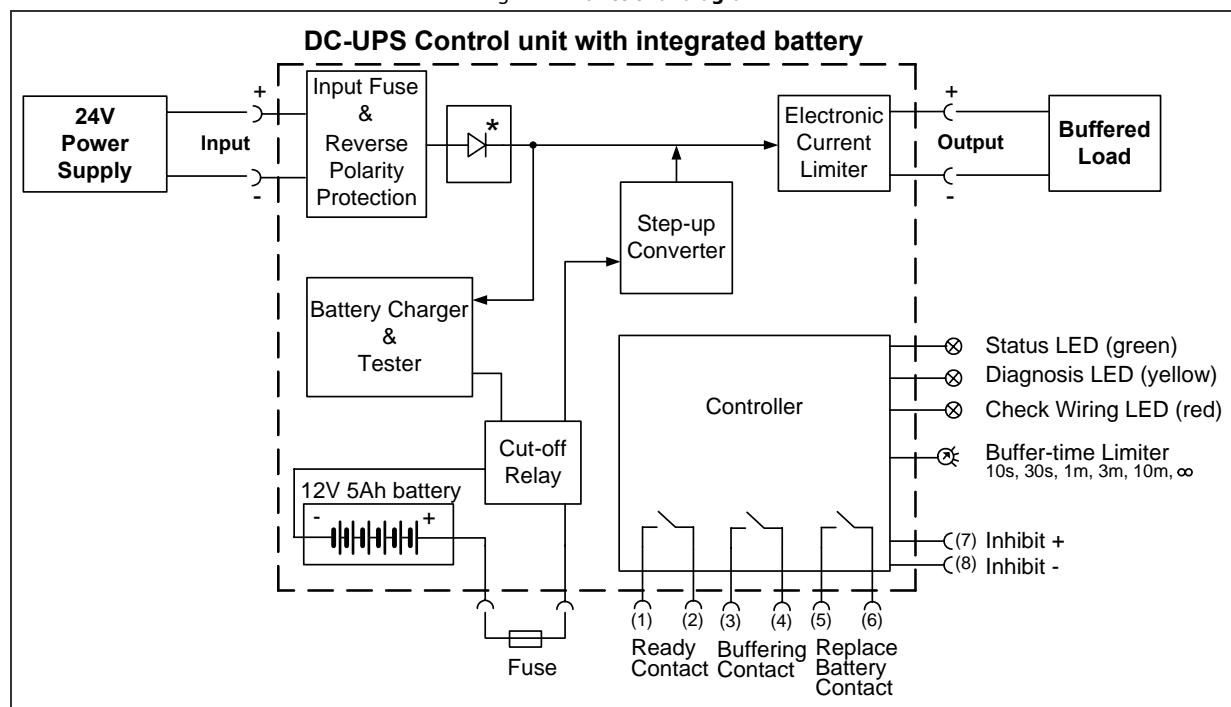 DC-UPS Control unit with integrated battery
24V
Power
Supply
Input
+
-
Input Fuse
&
Reverse
Polarity
Protection
*
Electronic
Current
Limiter
+
Output
-
Buffered
Load
Step-up
Converter
Battery Charger
&
Tester
Cut-off
Relay
12V 5Ah battery
- +
Fuse
Controller
Status LED (green)
Diagnosis LED (yellow)
Check Wiring LED (red)
Buffer-time Limiter
10s, 30s, 1m, 3m, 10m, ∞
(7) Inhibit +
(8) Inhibit -
(1) (2) (3) (4) (5) (6)
Ready
Contact
Buffering
Contact
Replace
Battery
Contact